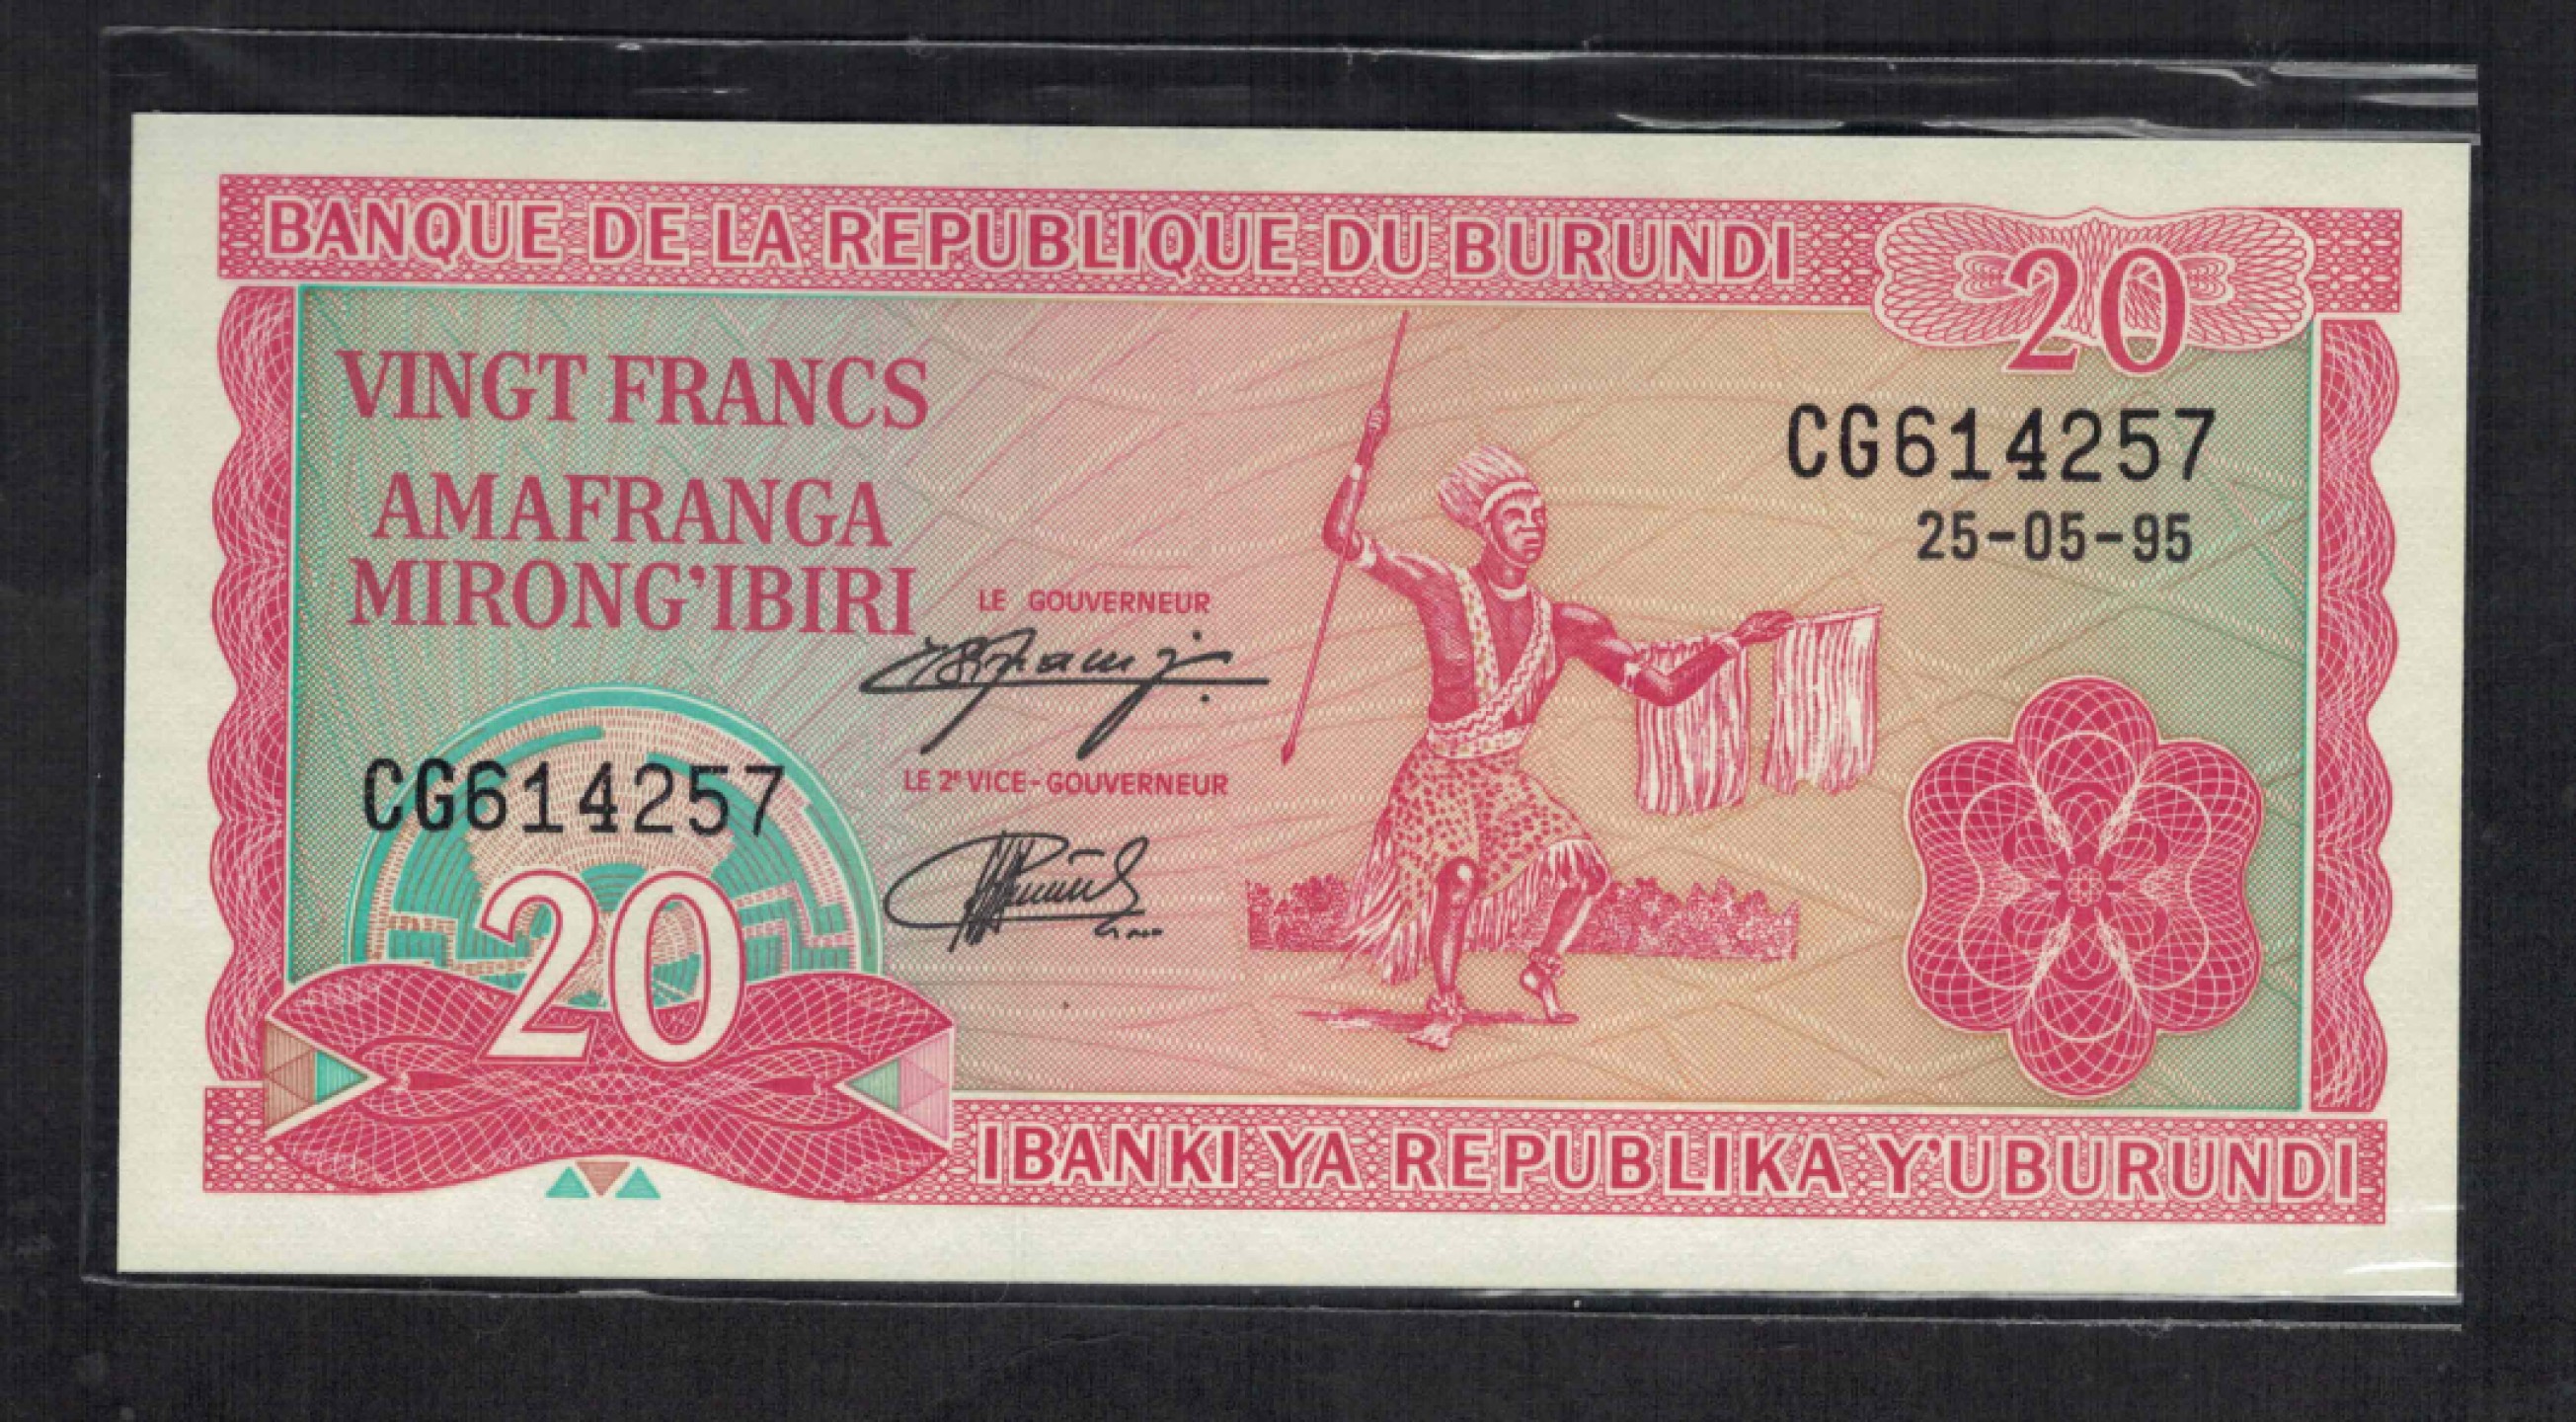 BANQUE DE LA REPUBLIQUE DU BURUNDI
20
VINGT FRANCS
CG614257
AMAFRANGA
25-05-95
MIRONG'IBIRI
LE GOUVERNEUR
LE 2e VICE-GOUVERNEUR
CG614257
20
IBANKI YA REPUBLIKA Y'UBURUNDI